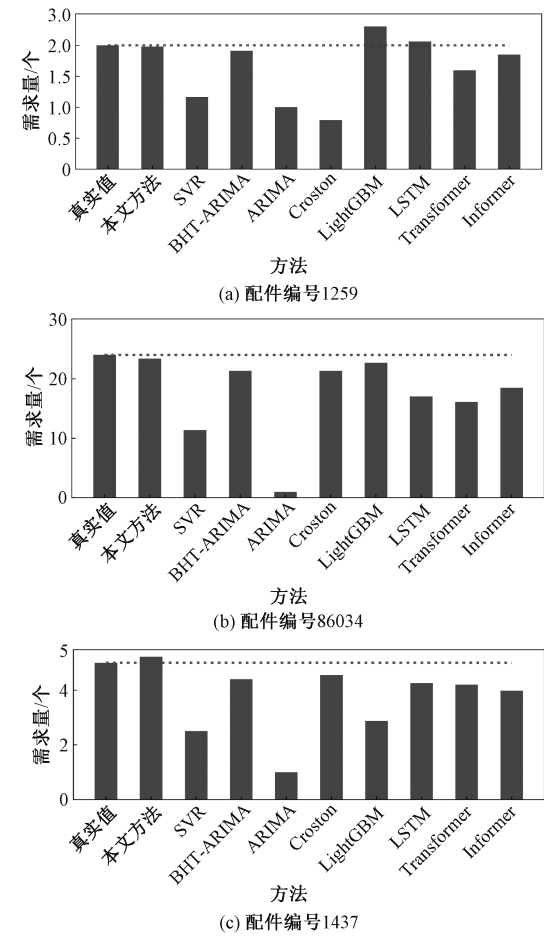 3.0
2.0
1.5
1.0
0.5
0
需求量/个
真实值
本文方法
SVR
BHT-ARIMA
ARIMA
Croston
LightGBM
LSTM
Transformer
Informer
方法
(a) 配件编号1259
30
20
10
0
需求量/个
真实值
本文方法
SVR
BHT-ARIMA
ARIMA
Croston
LightGBM
LSTM
Transformer
Informer
方法
(b) 配件编号86034
5
4
2
0
需求量/个
真实值
本文方法
SVR
BHT-ARIMA
ARIMA
Croston
LightGBM
LSTM
Transformer
Informer
方法
(c) 配件编号1437